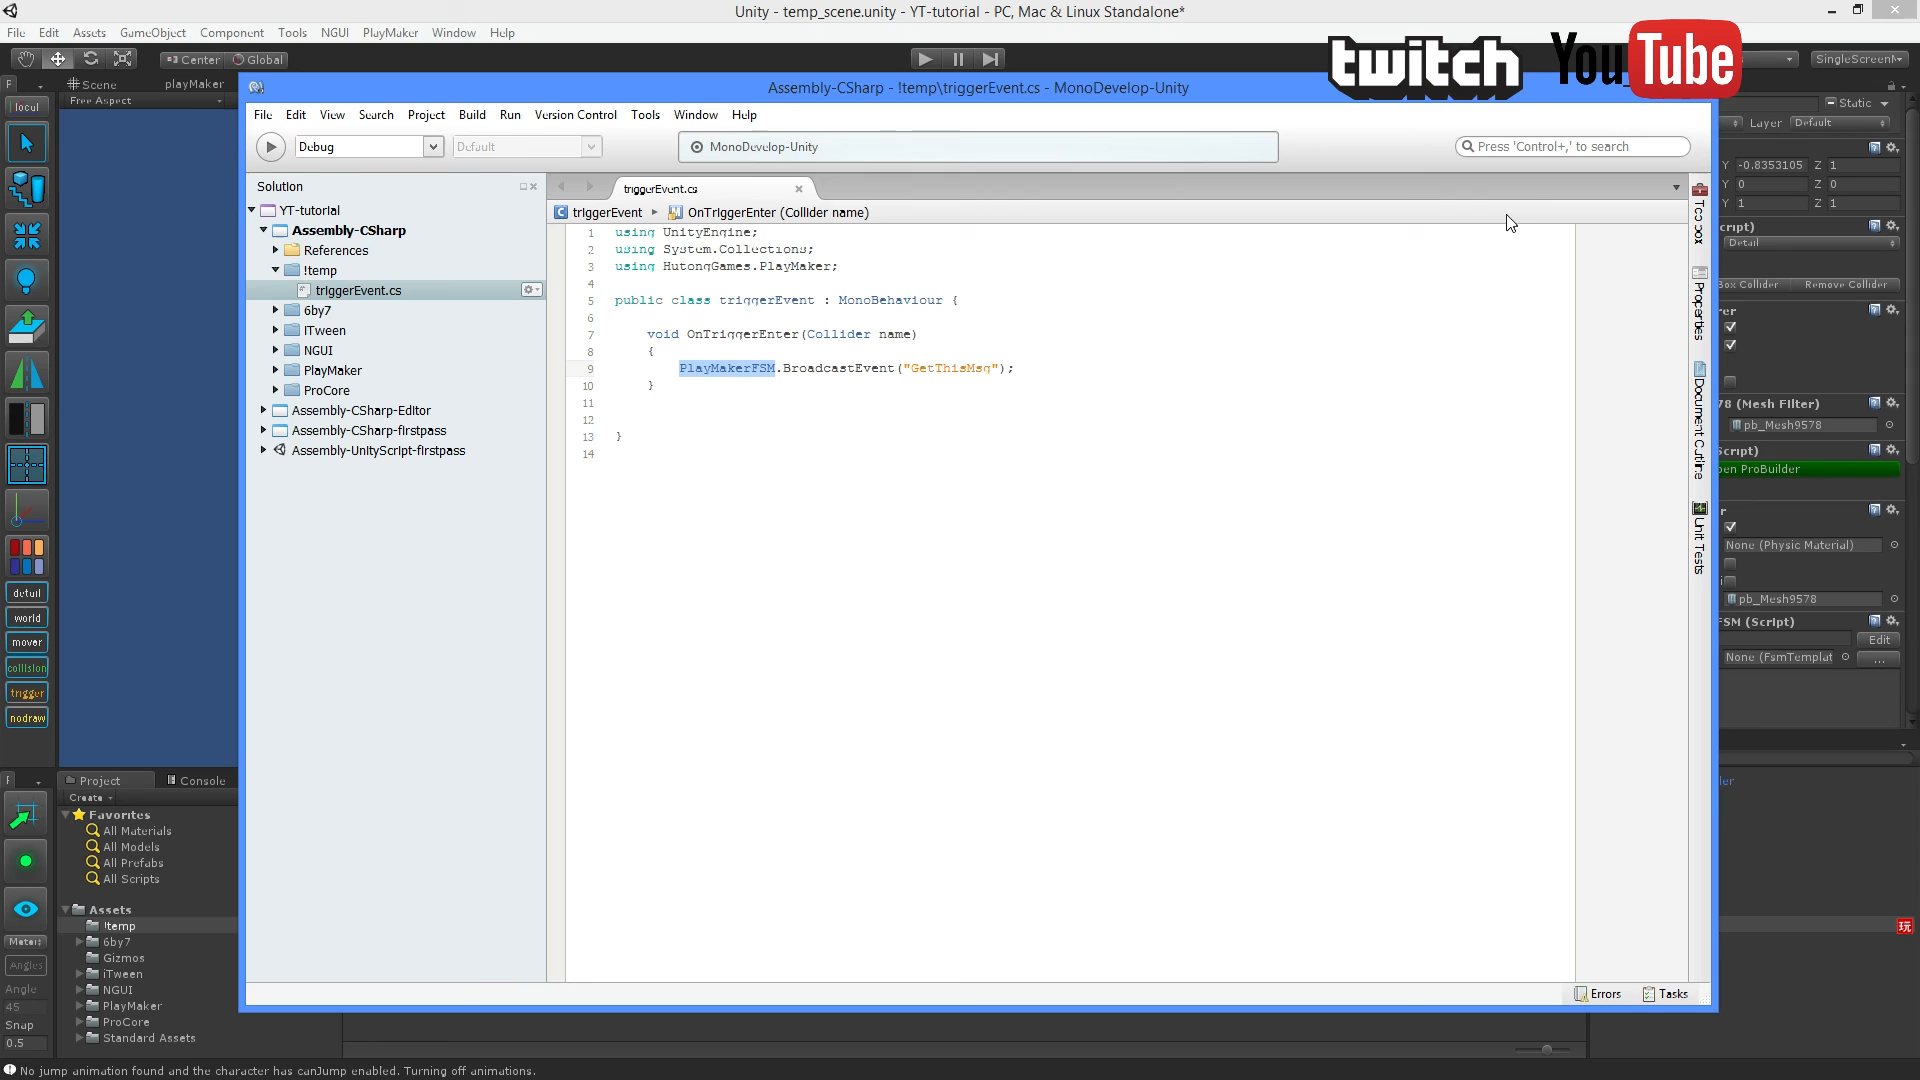 Unity - temp_scene.unity - YT-tutorial - PC, Mac & Linux Standalone*
File Edit Assets GameObject Component Tools NGUI PlayMaker Window Help
Center Global
twitch YouTube
SingleScreen
Scene playMaker
Free Aspect
Assembly-CSharp - !temp\triggerEvent.cs - MonoDevelop-Unity
File Edit View Search Project Build Run Version Control Tools Window Help
Debug Default MonoDevelop-Unity Press 'Control+,' to search
Solution
YT-tutorial
Assembly-CSharp
References
!temp
triggerEvent.cs
6by7
iTween
NGUI
PlayMaker
ProCore
Assembly-CSharp-Editor
Assembly-CSharp-firstpass
Assembly-UnityScript-firstpass
triggerEvent.cs
triggerEvent OnTriggerEnter (Collider name)
1 using UnityEngine;
2 using System.Collections;
3 using HutongGames.PlayMaker;
4
5 public class triggerEvent : MonoBehaviour {
6
7 void OnTriggerEnter(Collider name)
8 {
9 PlayMakerFSM.BroadcastEvent("GetThisMsg");
10 }
11
12
13 }
14
Toolbox
Properties
Document Outline
Unit Tests
Errors Tasks
local
detail
world
mover
collision
trigger
nodraw
Static
Layer Default
Y -0.8353105 Z 1
Y 0 Z 0
Y 1 Z 1
cript)
Detail
Box Collider Remove Collider
rer
78 (Mesh Filter)
pb_Mesh9578
Script)
pen ProBuilder
r
None (Physic Material)
pb_Mesh9578
FSM (Script)
Edit
None (FsmTemplat ...
Project Console
Create
Favorites
All Materials
All Models
All Prefabs
All Scripts
Assets
!temp
6by7
Gizmos
iTween
NGUI
PlayMaker
ProCore
Standard Assets
Angles
Angle
45
Snap
0.5
玩
No jump animation found and the character has canJump enabled. Turning off animations.